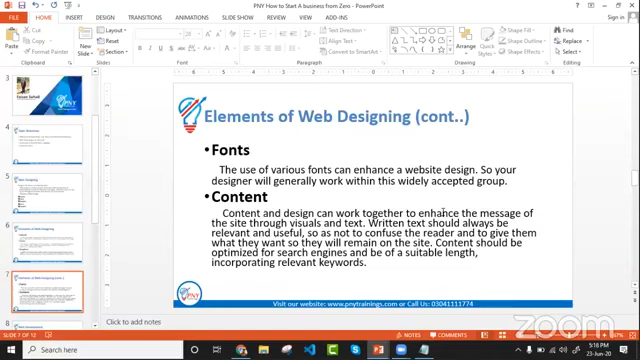 PNY How to Start A business from Zero - PowerPoint
FILE HOME INSERT DESIGN TRANSITIONS ANIMATIONS SLIDE SHOW REVIEW VIEW ADD-INS Sign in
Paste
Cut
Copy
Format Painter
Clipboard
New
Slide
Layout
Reset
Section
Slides
Font
Paragraph
Text Direction
Align Text
Convert to SmartArt
Drawing
Arrange
Quick
Styles
Shape Fill
Shape Outline
Shape Effects
Editing
Find
Replace
Select
3
4
5
6
7
8
Elements of Web Designing (cont..)
•Fonts
The use of various fonts can enhance a website design. So your
designer will generally work within this widely accepted group.
•Content
Content and design can work together to enhance the message of
the site through visuals and text. Written text should always be
relevant and useful, so as not to confuse the reader and to give them
what they want so they will remain on the site. Content should be
optimized for search engines and be of a suitable length,
incorporating relevant keywords.
PNY
Visit our website: www.pnytrainings.com or Call Us: 03041111774
Click to add notes
SLIDE 7 OF 12
NOTES COMMENTS
zoom
Type here to search
5:18 PM
23-Jun-20